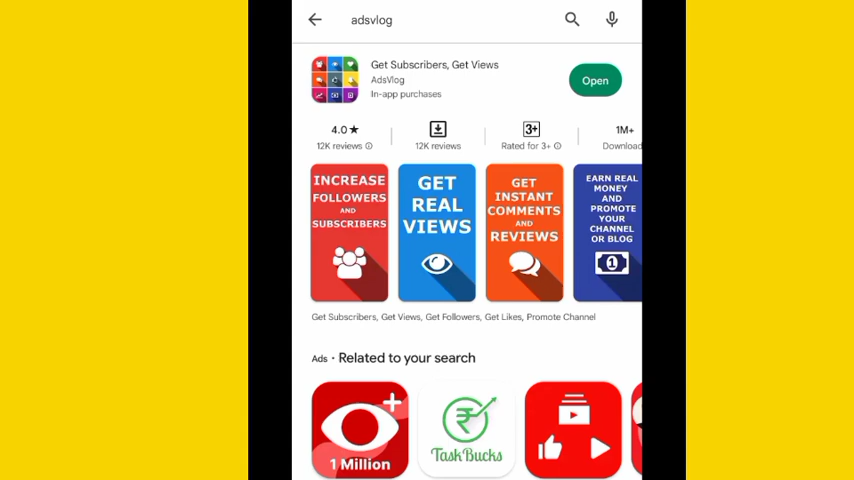 adsvlog
Get Subscribers, Get Views
AdsVlog
In-app purchases
Open
4.0★
12K reviews
12K reviews
3+
Rated for 3+
1M+
Download
INCREASE
FOLLOWERS
AND
SUBSCRIBERS
GET
REAL
VIEWS
GET
INSTANT
COMMENTS
AND
REVIEWS
EARN REAL
MONEY
AND
PROMOTE
YOUR
CHANNEL
OR BLOG
1
Get Subscribers, Get Views, Get Followers, Get Likes, Promote Channel
Ads • Related to your search
1 Million
TaskBucks